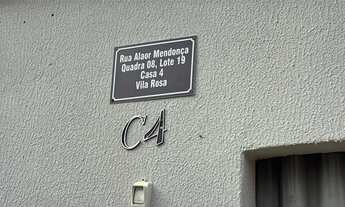 Rua Alaor Mendonça
Quadra 08, Lote 19
Casa 4
Vila Rosa
C4